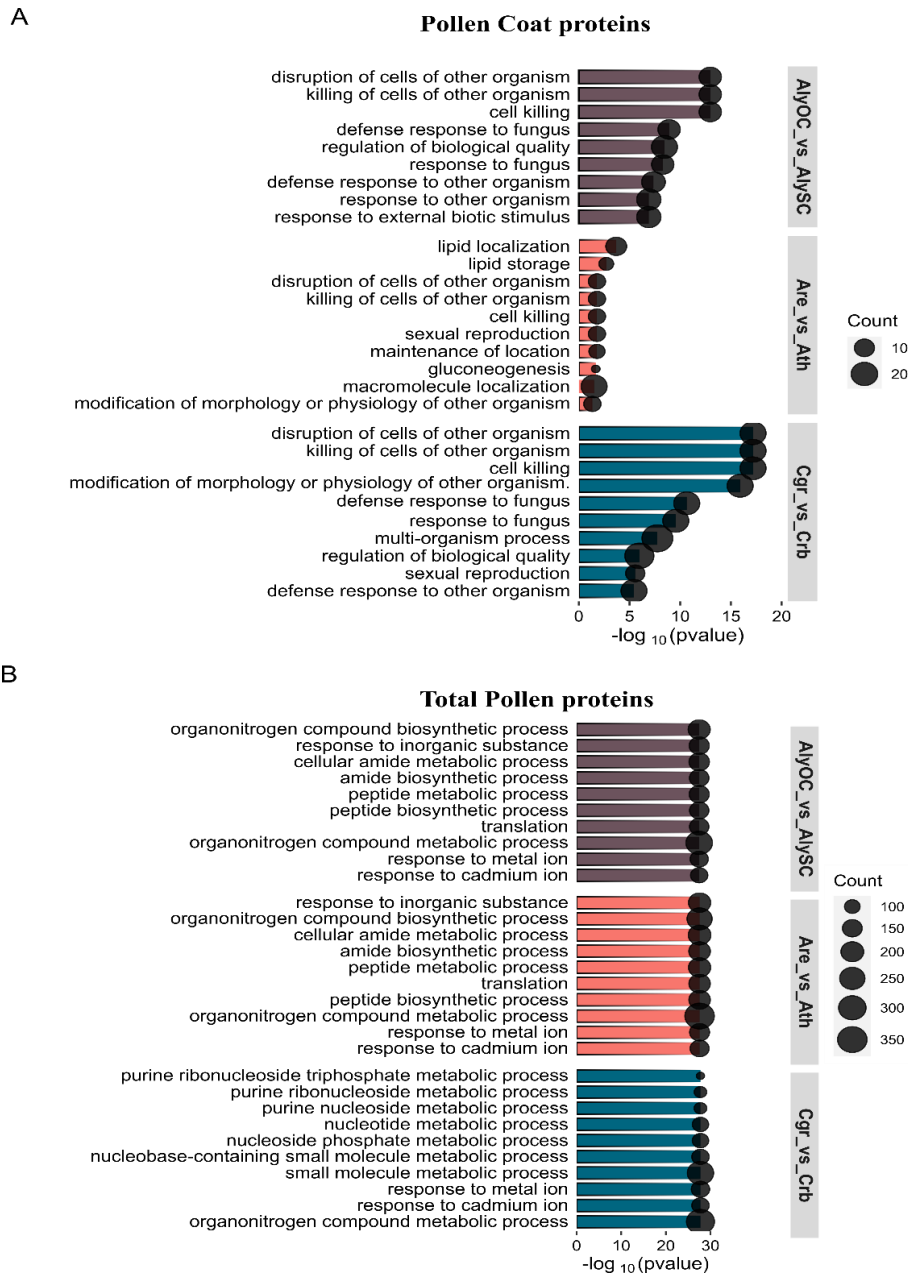 A
Pollen Coat proteins
disruption of cells of other organism
killing of cells of other organism
cell killing
defense response to fungus
regulation of biological quality
response to fungus
defense response to other organism
response to other organism
response to external biotic stimulus
AlyOC_vs_AlySC
lipid localization
lipid storage
disruption of cells of other organism
killing of cells of other organism
cell killing
sexual reproduction
maintenance of location
gluconeogenesis
macromolecule localization
modification of morphology or physiology of other organism
Are_vs_Ath
disruption of cells of other organism
killing of cells of other organism
cell killing
modification of morphology or physiology of other organism.
defense response to fungus
response to fungus
multi-organism process
regulation of biological quality
sexual reproduction
defense response to other organism
Cgr_vs_Crb
0 5 10 15 20
-log 10 (pvalue)
Count
10
20
B
Total Pollen proteins
organonitrogen compound biosynthetic process
response to inorganic substance
cellular amide metabolic process
amide biosynthetic process
peptide metabolic process
peptide biosynthetic process
translation
organonitrogen compound metabolic process
response to metal ion
response to cadmium ion
AlyOC_vs_AlySC
response to inorganic substance
organonitrogen compound biosynthetic process
cellular amide metabolic process
amide biosynthetic process
peptide metabolic process
translation
peptide biosynthetic process
organonitrogen compound metabolic process
response to metal ion
response to cadmium ion
Are_vs_Ath
purine ribonucleoside triphosphate metabolic process
purine ribonucleoside metabolic process
purine nucleoside metabolic process
nucleotide metabolic process
nucleoside phosphate metabolic process
nucleobase-containing small molecule metabolic process
small molecule metabolic process
response to metal ion
response to cadmium ion
organonitrogen compound metabolic process
Cgr_vs_Crb
0 10 20 30
-log 10 (pvalue)
Count
100
150
200
250
300
350